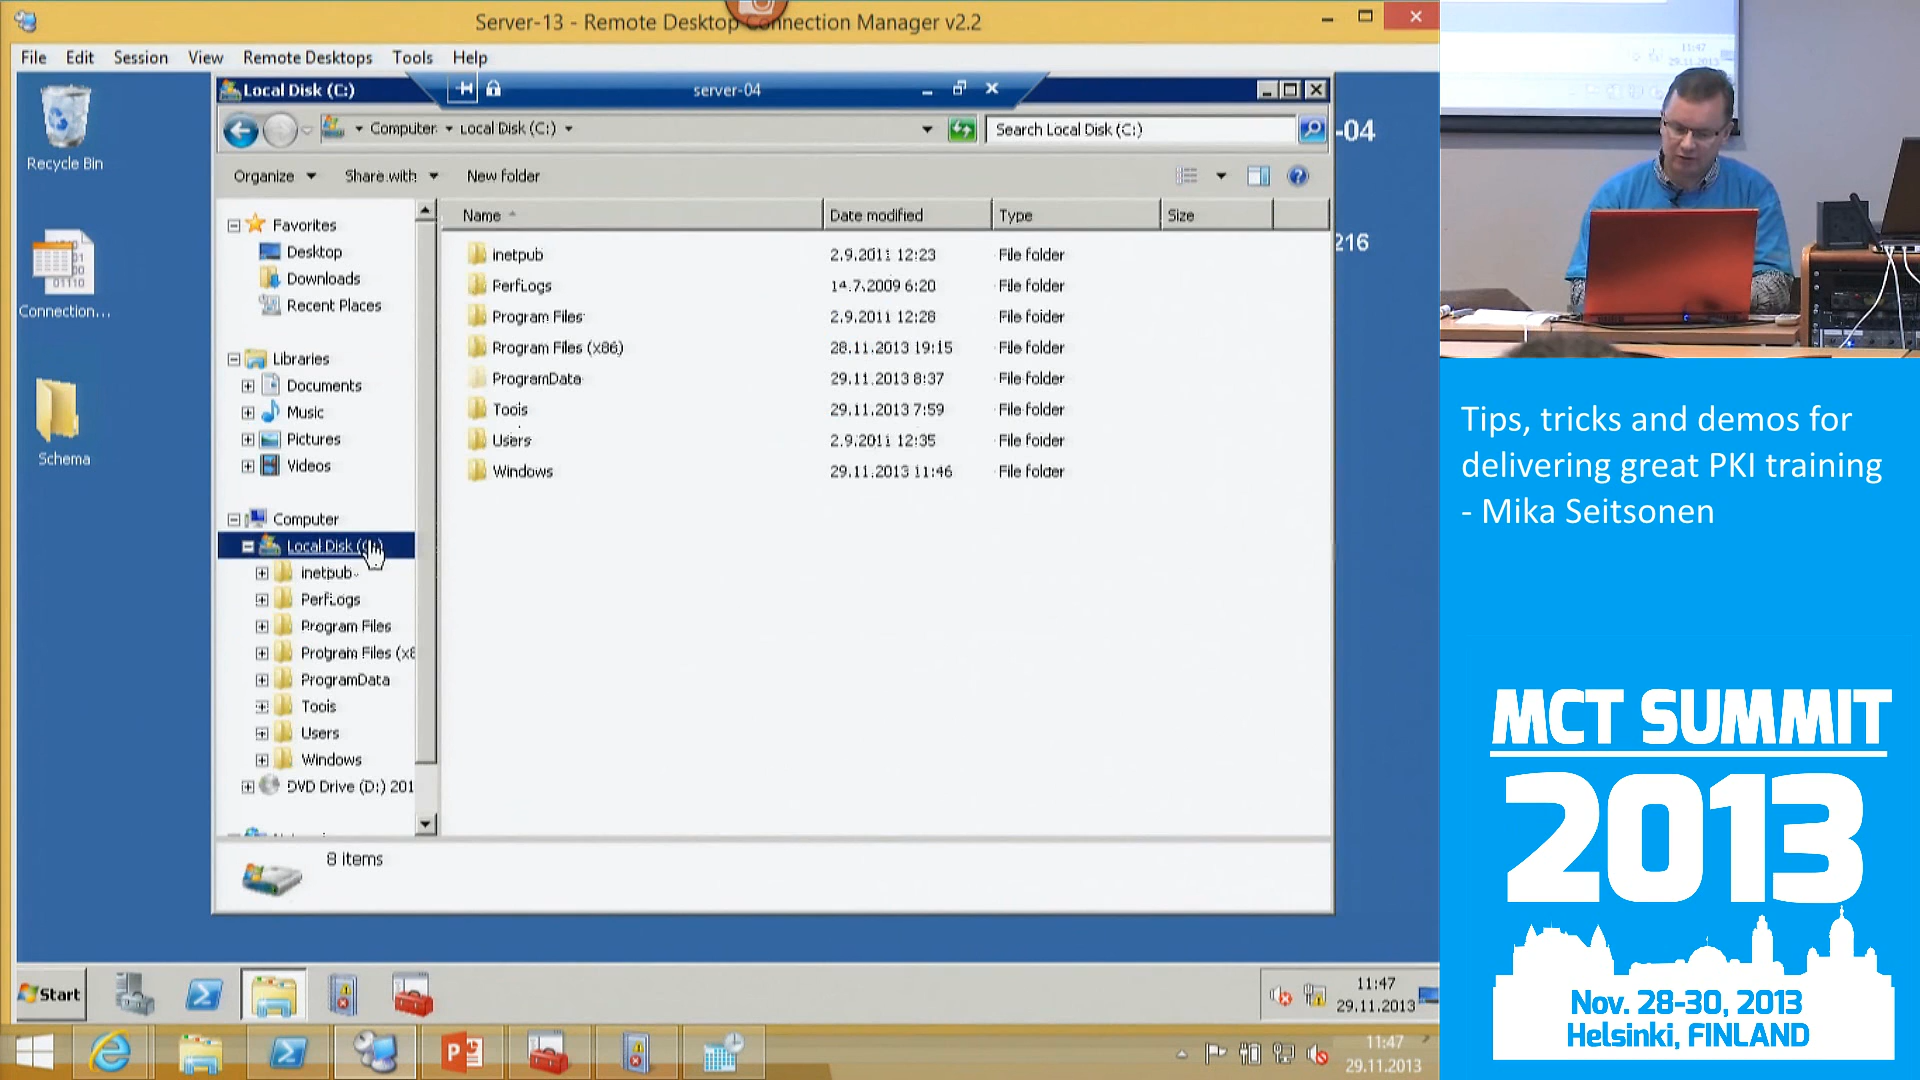 Server-13 - Remote Desktop Connection Manager v2.2
File Edit Session View Remote Desktops Tools Help
Local Disk (C:)
server-04
Computer Local Disk (C:)
Search Local Disk (C:)
-04
Organize Share with New folder
Recycle Bin
Connection...
Schema
Favorites
Desktop
Downloads
Recent Places
Libraries
Documents
Music
Pictures
Videos
Computer
Local Disk (C:)
inetpub
PerfLogs
Program Files
Program Files (x8
ProgramData
Tools
Users
Windows
DVD Drive (D:) 201
Name Date modified Type Size
inetpub 2.9.2011 12:23 File folder
PerfLogs 14.7.2009 6:20 File folder
Program Files 2.9.2011 12:28 File folder
Program Files (x86) 28.11.2013 19:15 File folder
ProgramData 29.11.2013 8:37 File folder
Tools 29.11.2013 7:59 File folder
Users 2.9.2011 12:35 File folder
Windows 29.11.2013 11:46 File folder
216
8 items
Start
11:47
29.11.2013
11:47
29.11.2013
11:47
29.11.2013
Tips, tricks and demos for
delivering great PKI training
- Mika Seitsonen
MCT SUMMIT
2013
Nov. 28-30, 2013
Helsinki, FINLAND